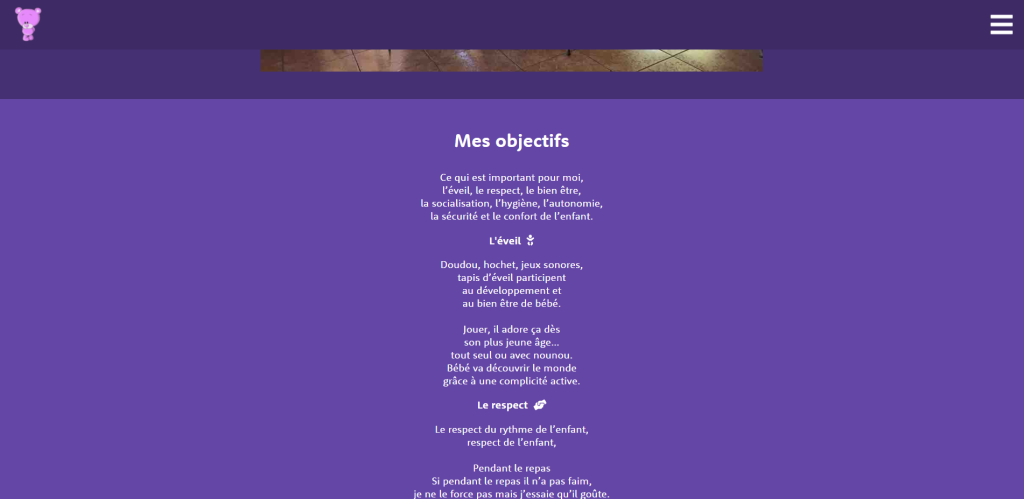 Mes objectifs
Ce qui est important pour moi,
l'éveil, le respect, le bien être,
la socialisation, l'hygiène, l'autonomie,
la sécurité et le confort de l'enfant.
L'éveil
Doudou, hochet, jeux sonores,
tapis d'éveil participent
au développement et
au bien être de bébé.
Jouer, il adore ça dès
son plus jeune âge...
tout seul ou avec nounou.
Bébé va découvrir le monde
grâce à une complicité active.
Le respect
Le respect du rythme de l'enfant,
respect de l'enfant,
Pendant le repas
Si pendant le repas il n'a pas faim,
je ne le force pas mais j'essaie qu'il goûte.